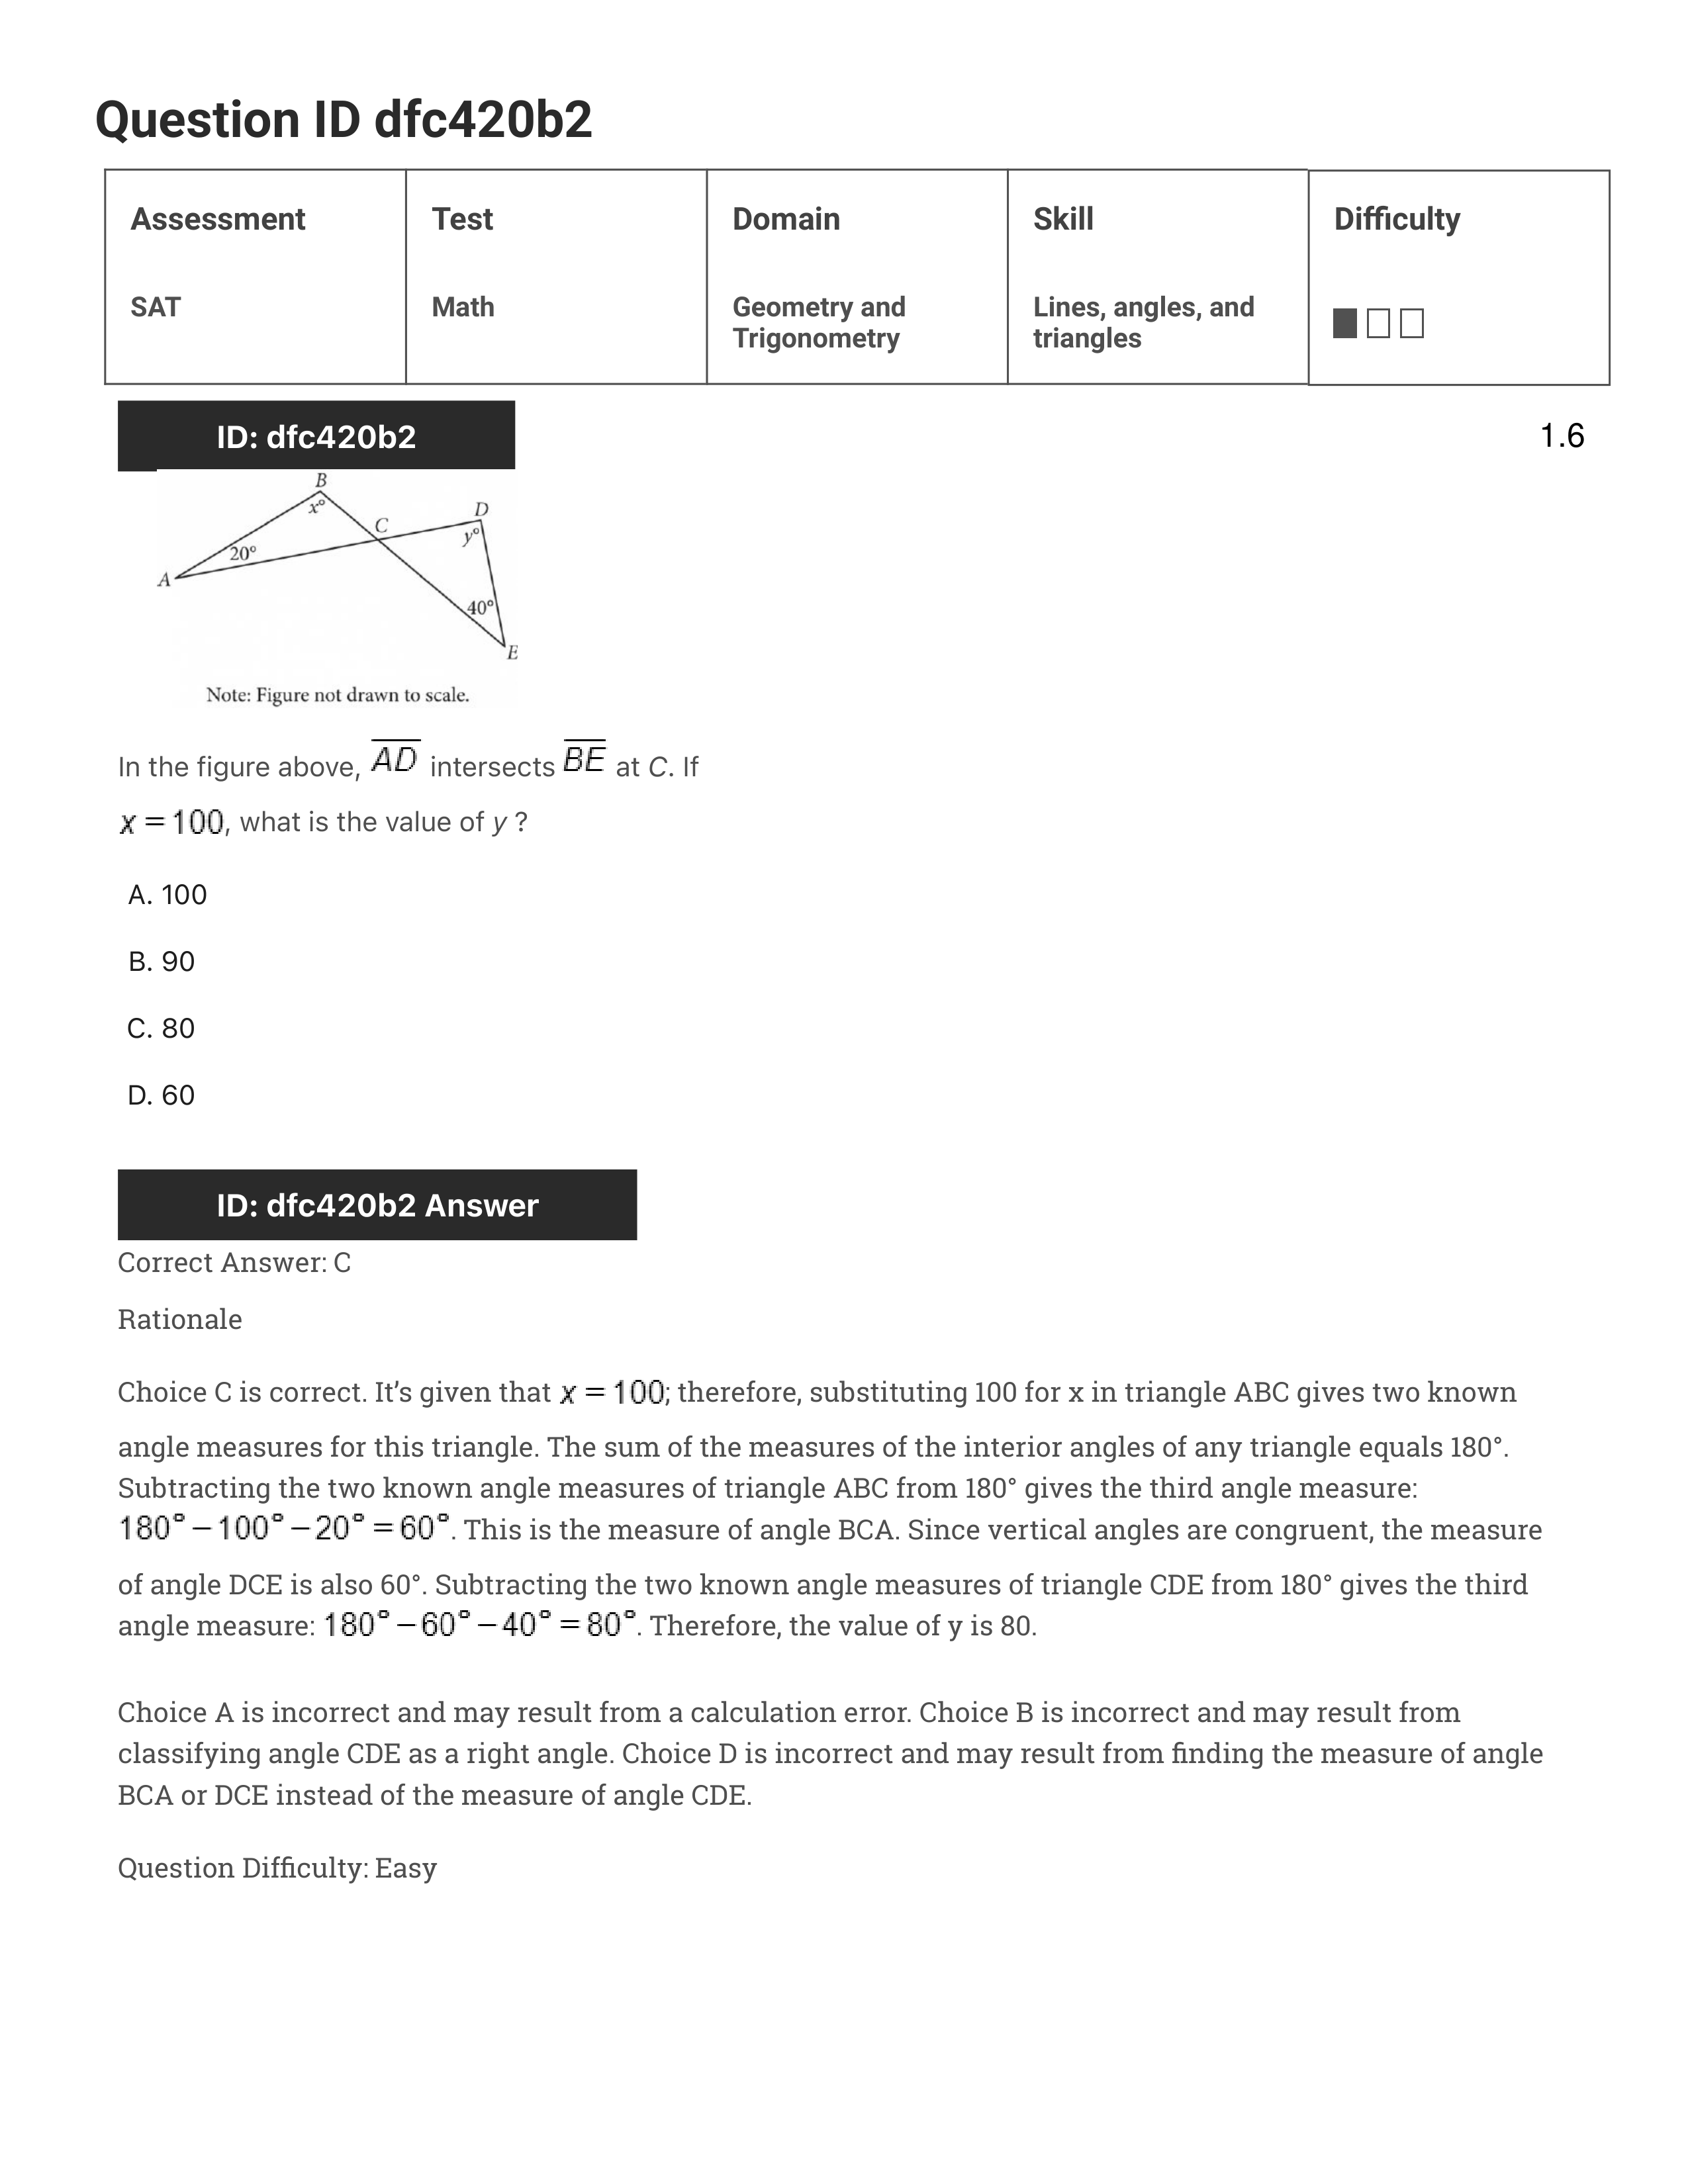 Question ID dfc420b2
Assessment Test Domain Skill Difficulty
SAT Math Geometry and Trigonometry Lines, angles, and triangles
ID: dfc420b2
1.6
B
x°
D
C
y°
20°
A
40°
E
Note: Figure not drawn to scale.
In the figure above, AD intersects BE at C. If
x = 100, what is the value of y ?
A. 100
B. 90
C. 80
D. 60
ID: dfc420b2 Answer
Correct Answer: C
Rationale
Choice C is correct. It’s given that x = 100; therefore, substituting 100 for x in triangle ABC gives two known
angle measures for this triangle. The sum of the measures of the interior angles of any triangle equals 180°.
Subtracting the two known angle measures of triangle ABC from 180° gives the third angle measure:
180° – 100° – 20° = 60°. This is the measure of angle BCA. Since vertical angles are congruent, the measure
of angle DCE is also 60°. Subtracting the two known angle measures of triangle CDE from 180° gives the third
angle measure: 180° – 60° – 40° = 80°. Therefore, the value of y is 80.
Choice A is incorrect and may result from a calculation error. Choice B is incorrect and may result from
classifying angle CDE as a right angle. Choice D is incorrect and may result from finding the measure of angle
BCA or DCE instead of the measure of angle CDE.
Question Difficulty: Easy